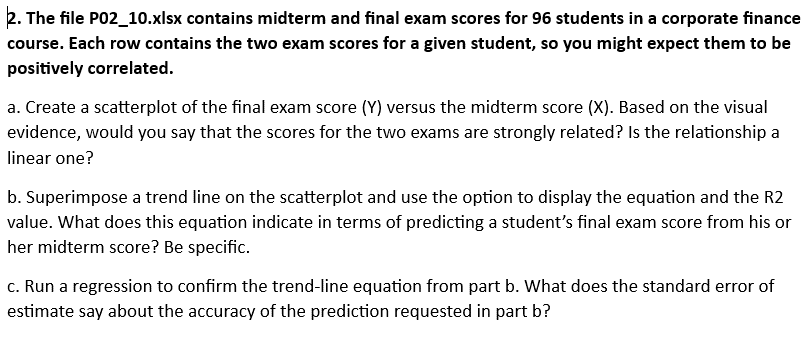 2. The file P02_10.xlsx contains midterm and final exam scores for 96 students in a corporate finance
course. Each row contains the two exam scores for a given student, so you might expect them to be
positively correlated.
a. Create a scatterplot of the final exam score (Y) versus the midterm score (X). Based on the visual
evidence, would you say that the scores for the two exams are strongly related? Is the relationship a
linear one?
b. Superimpose a trend line on the scatterplot and use the option to display the equation and the R2
value. What does this equation indicate in terms of predicting a student’s final exam score from his or
her midterm score? Be specific.
c. Run a regression to confirm the trend-line equation from part b. What does the standard error of
estimate say about the accuracy of the prediction requested in part b?